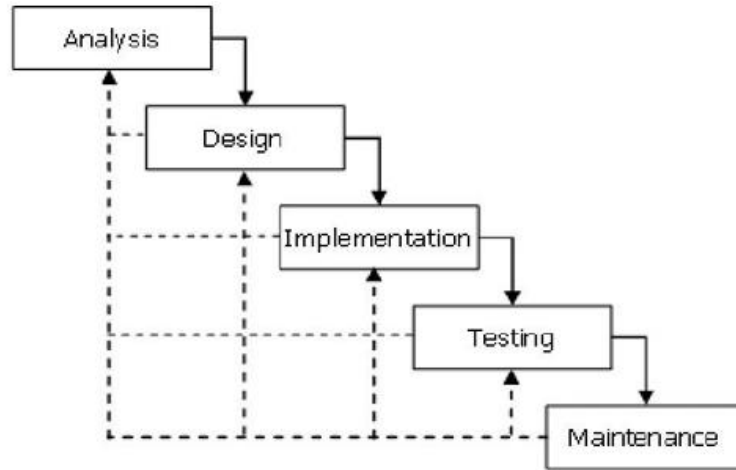 Analysis
Design
Implementation
Testing
Maintenance